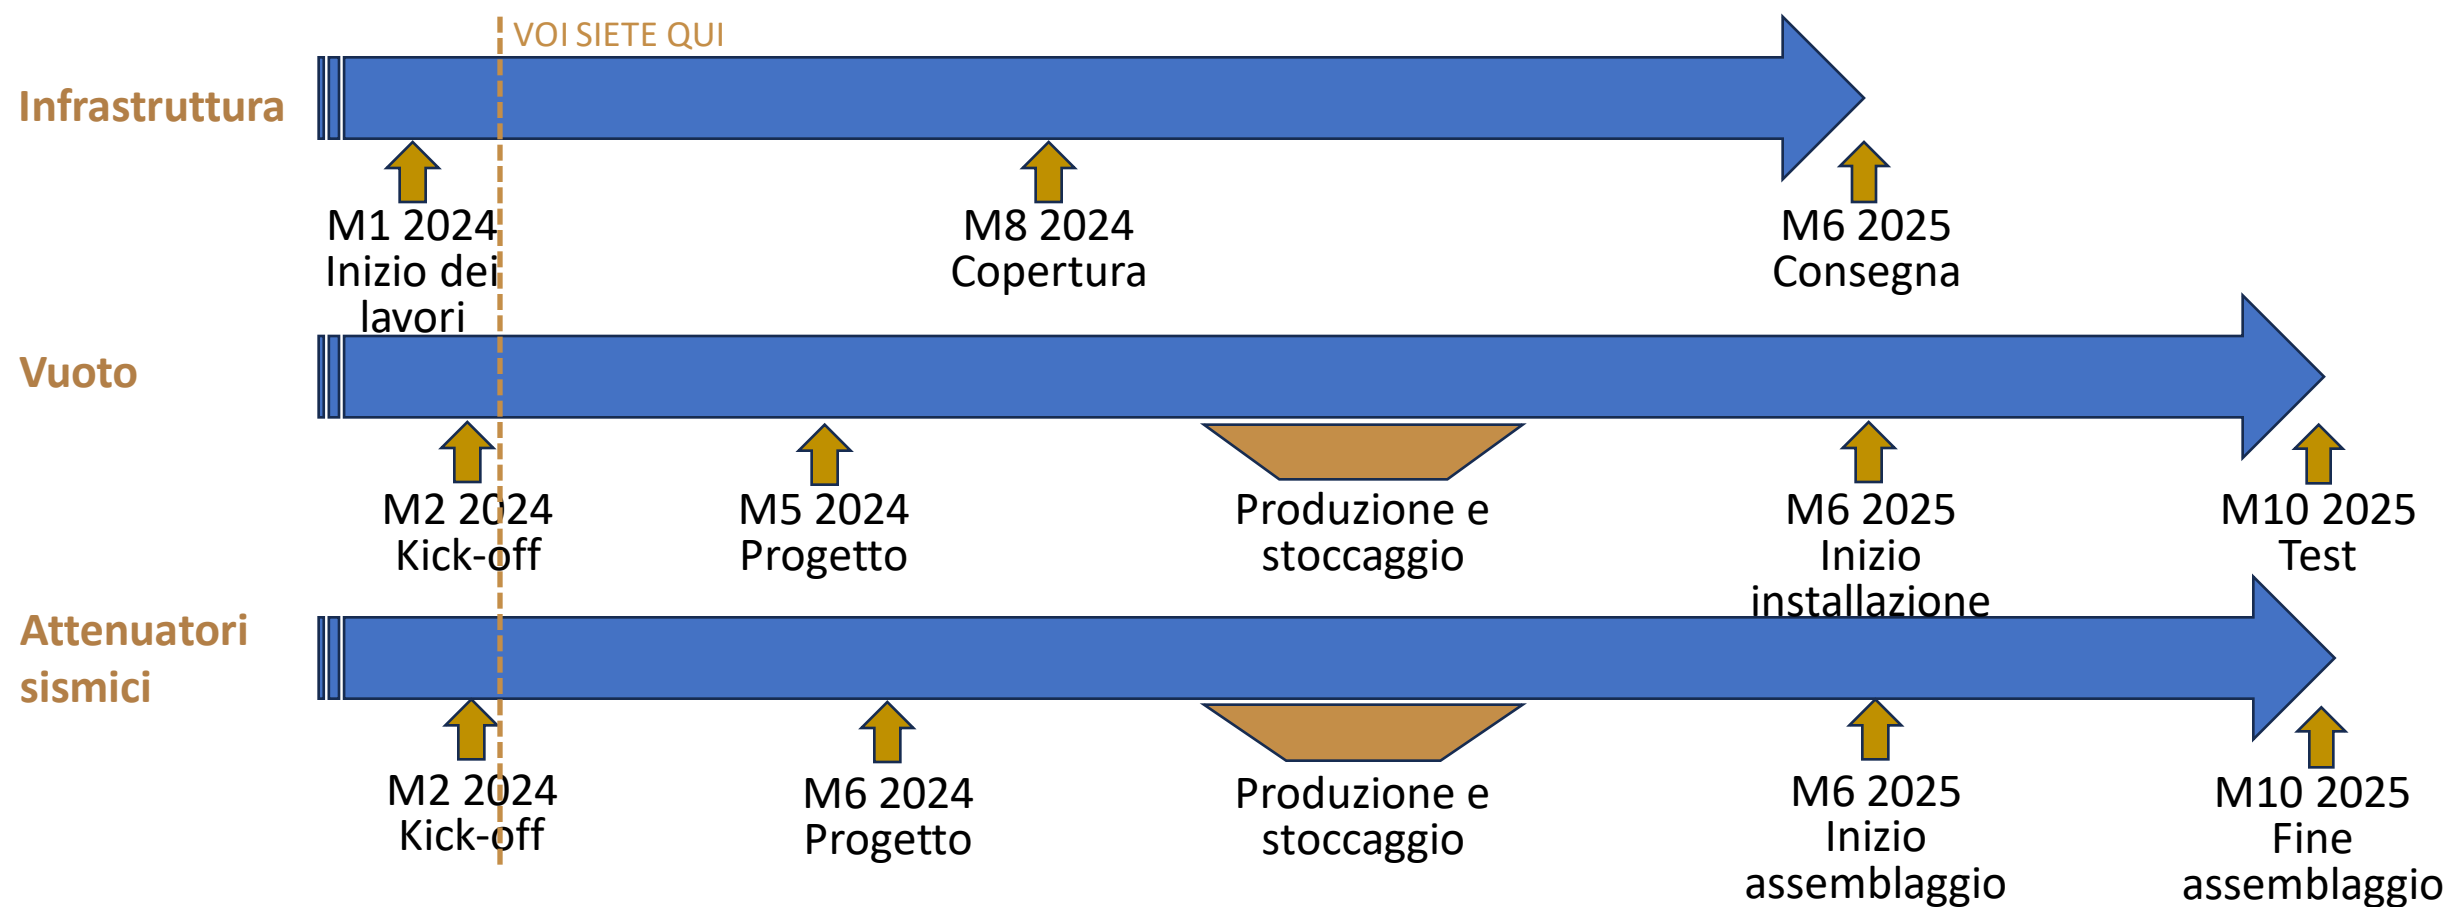 VOI SIETE QUI
Infrastruttura
M1 2024
Inizio dei
lavori
M8 2024
Copertura
M6 2025
Consegna
Vuoto
M2 2024
Kick-off
M5 2024
Progetto
Produzione e
stoccaggio
M6 2025
Inizio
installazione
M10 2025
Test
Attenuatori
sismici
M2 2024
Kick-off
M6 2024
Progetto
Produzione e
stoccaggio
M6 2025
Inizio
assemblaggio
M10 2025
Fine
assemblaggio